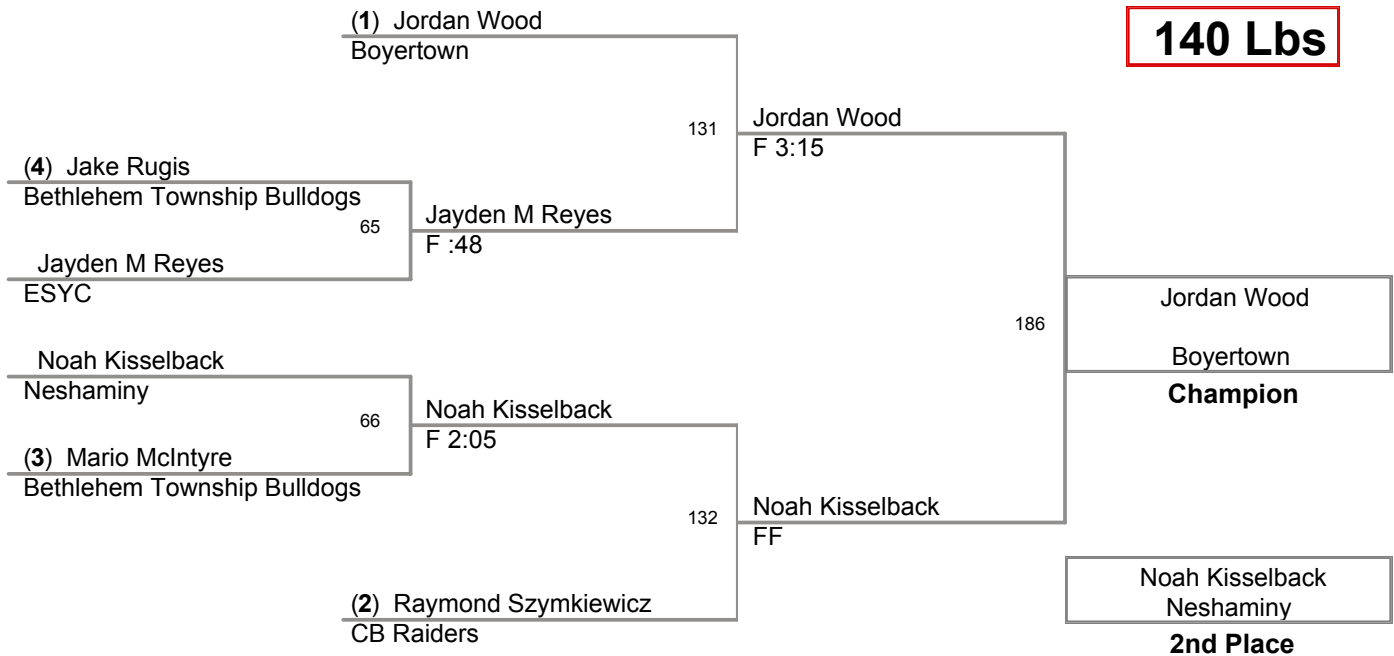 (1) Jordan Wood
Boyertown
140 Lbs
131
Jordan Wood
F 3:15
(4) Jake Rugis
Bethlehem Township Bulldogs
65
Jayden M Reyes
F :48
Jayden M Reyes
ESYC
186
Jordan Wood
Boyertown
Champion
Noah Kisselback
Neshaminy
66
Noah Kisselback
F 2:05
(3) Mario McIntyre
Bethlehem Township Bulldogs
132
Noah Kisselback
FF
(2) Raymond Szymkiewicz
CB Raiders
Noah Kisselback
Neshaminy
2nd Place